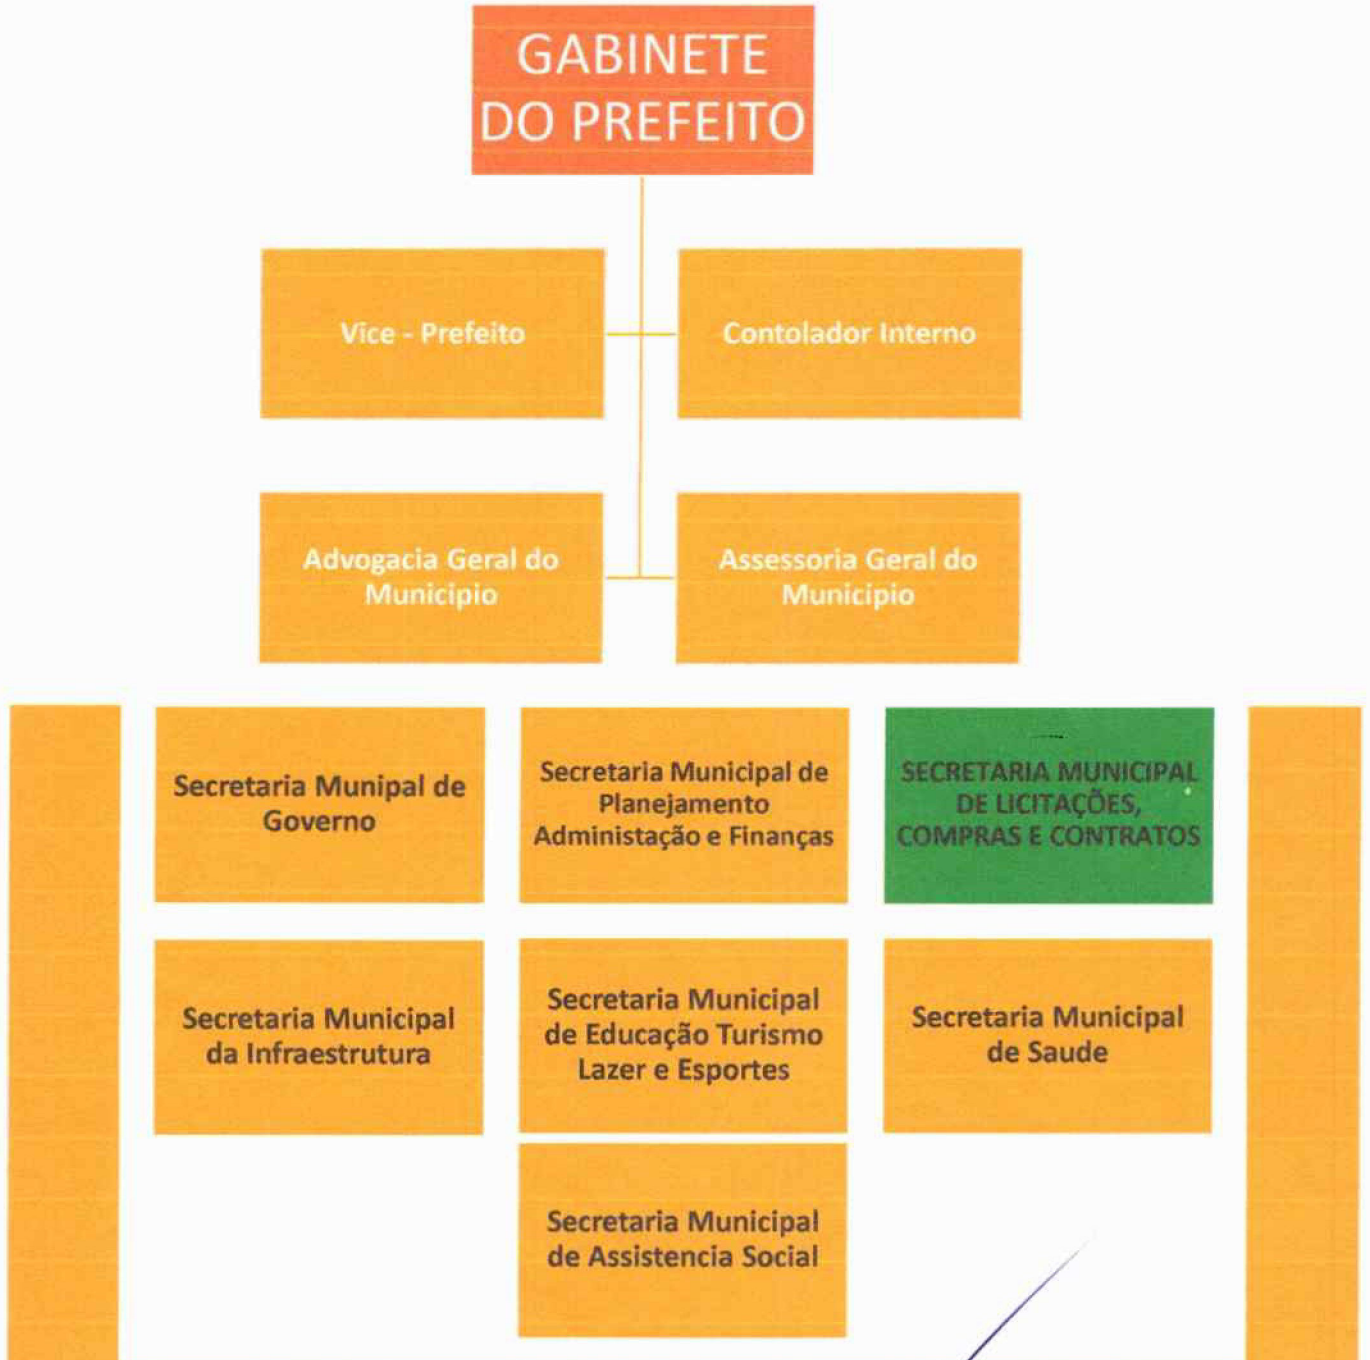 GABINETE
DO PREFEITO
Vice - Prefeito
Contolador Interno
Advogacia Geral do
Municipio
Assessoria Geral do
Municipio
Secretaria Munipal de
Governo
Secretaria Municipal de
Planejamento
Administação e Finanças
SECRETARIA MUNICIPAL
DE LICITAÇÕES,
COMPRAS E CONTRATOS
Secretaria Municipal
da Infraestrutura
Secretaria Municipal
de Educação Turismo
Lazer e Esportes
Secretaria Municipal
de Saude
Secretaria Municipal
de Assistencia Social